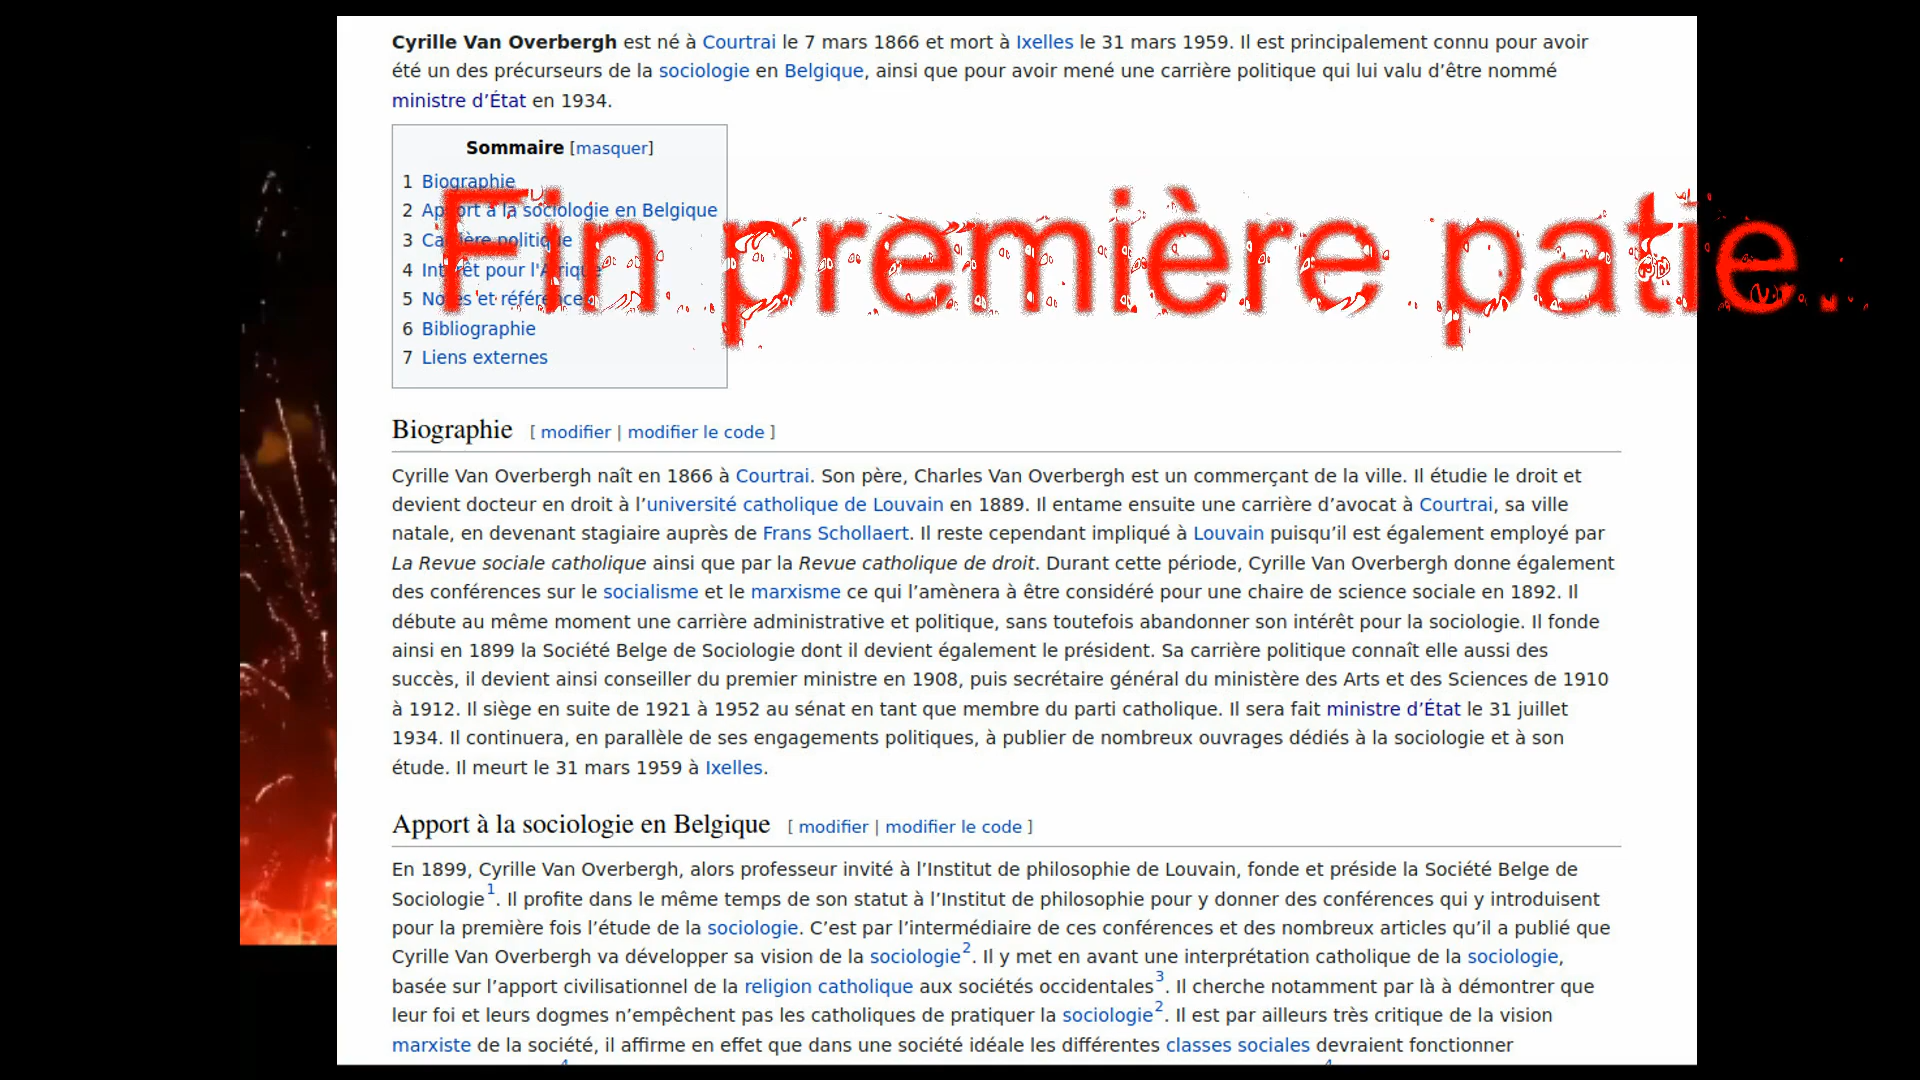 Cyrille Van Overbergh est né à Courtrai le 7 mars 1866 et mort à Ixelles le 31 mars 1959. Il est principalement connu pour avoir
été un des précurseurs de la sociologie en Belgique, ainsi que pour avoir mené une carrière politique qui lui valu d’être nommé
ministre d’État en 1934.
Sommaire [masquer]
1 Biographie
2 Apport à la sociologie en Belgique
3 Carrière politique
4 Intérêt pour l'Afrique
5 Notes et références
6 Bibliographie
7 Liens externes
Fin première patie.
Biographie [ modifier | modifier le code ]
Cyrille Van Overbergh naît en 1866 à Courtrai. Son père, Charles Van Overbergh est un commerçant de la ville. Il étudie le droit et
devient docteur en droit à l’université catholique de Louvain en 1889. Il entame ensuite une carrière d’avocat à Courtrai, sa ville
natale, en devenant stagiaire auprès de Frans Schollaert. Il reste cependant impliqué à Louvain puisqu’il est également employé par
La Revue sociale catholique ainsi que par la Revue catholique de droit. Durant cette période, Cyrille Van Overbergh donne également
des conférences sur le socialisme et le marxisme ce qui l’amènera à être considéré pour une chaire de science sociale en 1892. Il
débute au même moment une carrière administrative et politique, sans toutefois abandonner son intérêt pour la sociologie. Il fonde
ainsi en 1899 la Société Belge de Sociologie dont il devient également le président. Sa carrière politique connaît elle aussi des
succès, il devient ainsi conseiller du premier ministre en 1908, puis secrétaire général du ministère des Arts et des Sciences de 1910
à 1912. Il siège en suite de 1921 à 1952 au sénat en tant que membre du parti catholique. Il sera fait ministre d’État le 31 juillet
1934. Il continuera, en parallèle de ses engagements politiques, à publier de nombreux ouvrages dédiés à la sociologie et à son
étude. Il meurt le 31 mars 1959 à Ixelles.
Apport à la sociologie en Belgique [ modifier | modifier le code ]
En 1899, Cyrille Van Overbergh, alors professeur invité à l’Institut de philosophie de Louvain, fonde et préside la Société Belge de
Sociologie1. Il profite dans le même temps de son statut à l’Institut de philosophie pour y donner des conférences qui y introduisent
pour la première fois l’étude de la sociologie. C’est par l’intermédiaire de ces conférences et des nombreux articles qu’il a publié que
Cyrille Van Overbergh va développer sa vision de la sociologie2. Il y met en avant une interprétation catholique de la sociologie,
basée sur l’apport civilisationnel de la religion catholique aux sociétés occidentales3. Il cherche notamment par là à démontrer que
leur foi et leurs dogmes n’empêchent pas les catholiques de pratiquer la sociologie2. Il est par ailleurs très critique de la vision
marxiste de la société, il affirme en effet que dans une société idéale les différentes classes sociales devraient fonctionner